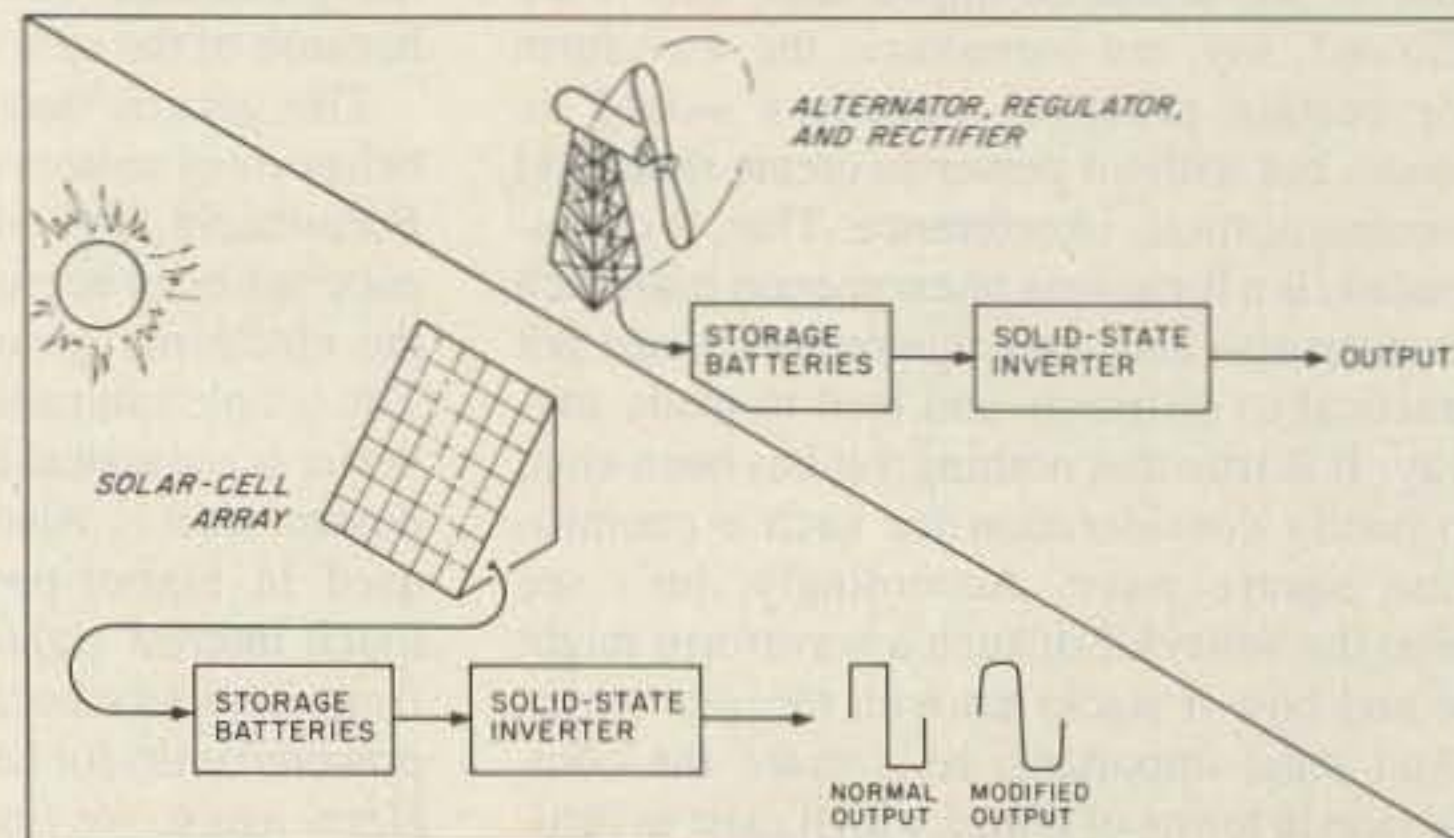 ALTERNATOR, REGULATOR,
AND RECTIFIER
STORAGE
BATTERIES
SOLID-STATE
INVERTER
OUTPUT
SOLAR-CELL
ARRAY
STORAGE
BATTERIES
SOLID-STATE
INVERTER
NORMAL
OUTPUT
MODIFIED
OUTPUT